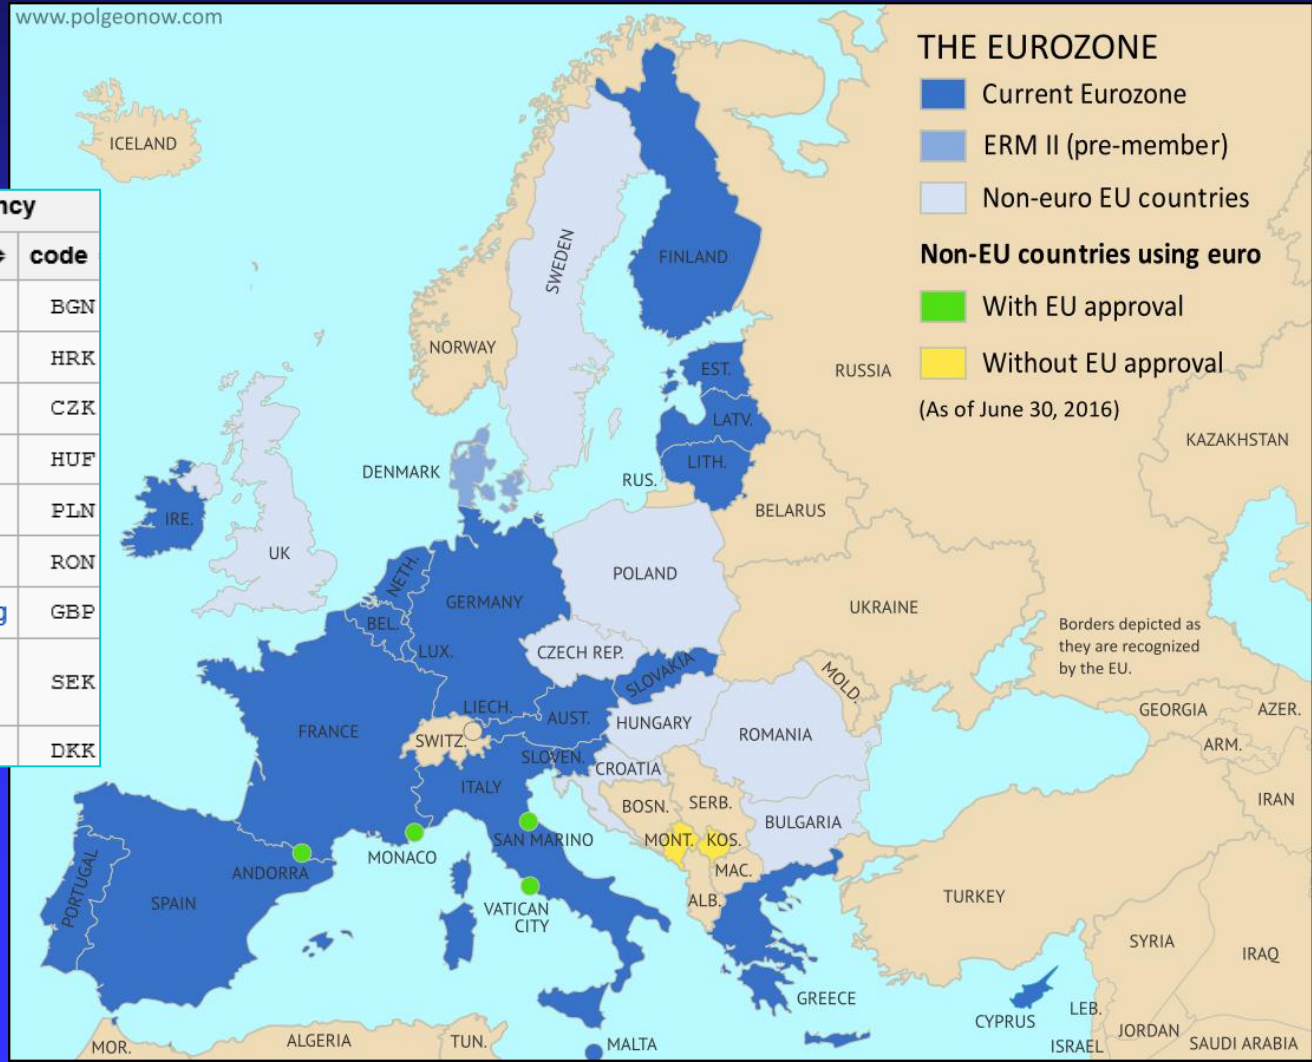 www.polgeonow.com
THE EUROZONE
Current Eurozone
ERM II (pre-member)
Non-euro EU countries
Non-EU countries using euro
With EU approval
Without EU approval
(As of June 30, 2016)
code
BGN
HRK
CZK
HUF
PLN
RON
GBP
SEK
DKK
ICELAND
SWEDEN
FINLAND
NORWAY
RUSSIA
EST.
LATV.
LITH.
KAZAKHSTAN
DENMARK
RUS.
BELARUS
IRE.
UK
NETH.
POLAND
GERMANY
UKRAINE
BEL.
LUX.
CZECH REP.
SLOVAKIA
MOLD.
Borders depicted as
they are recognized
by the EU.
LIECH.
AUST.
HUNGARY
GEORGIA
AZER.
FRANCE
SWITZ.
ROMANIA
ARM.
SLOVEN.
CROATIA
ITALY
BOSN.
SERB.
IRAN
BULGARIA
SAN MARINO
MONT.
KOS.
MONACO
ANDORRA
MAC.
PORTUGAL
SPAIN
ALB.
TURKEY
VATICAN
CITY
SYRIA
IRAQ
GREECE
CYPRUS
LEB.
JORDAN
ISRAEL
SAUDI ARABIA
MOR.
ALGERIA
TUN.
MALTA